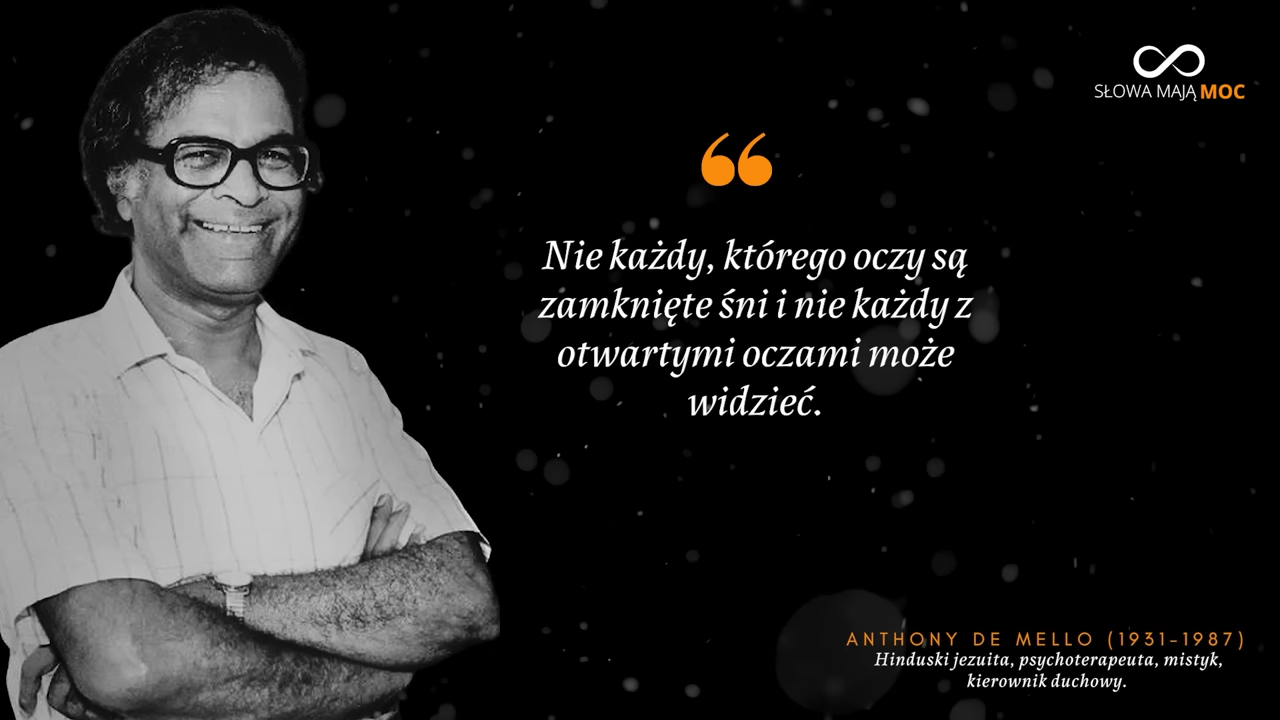 SŁOWA MAJĄ MOC
Nie każdy, którego oczy są
zamknięte śni i nie każdy z
otwartymi oczami może
widzieć.
ANTHONY DE MELLO (1931-1987)
Hinduski jezuita, psychoterapeuta, mistyk,
kierownik duchowy.